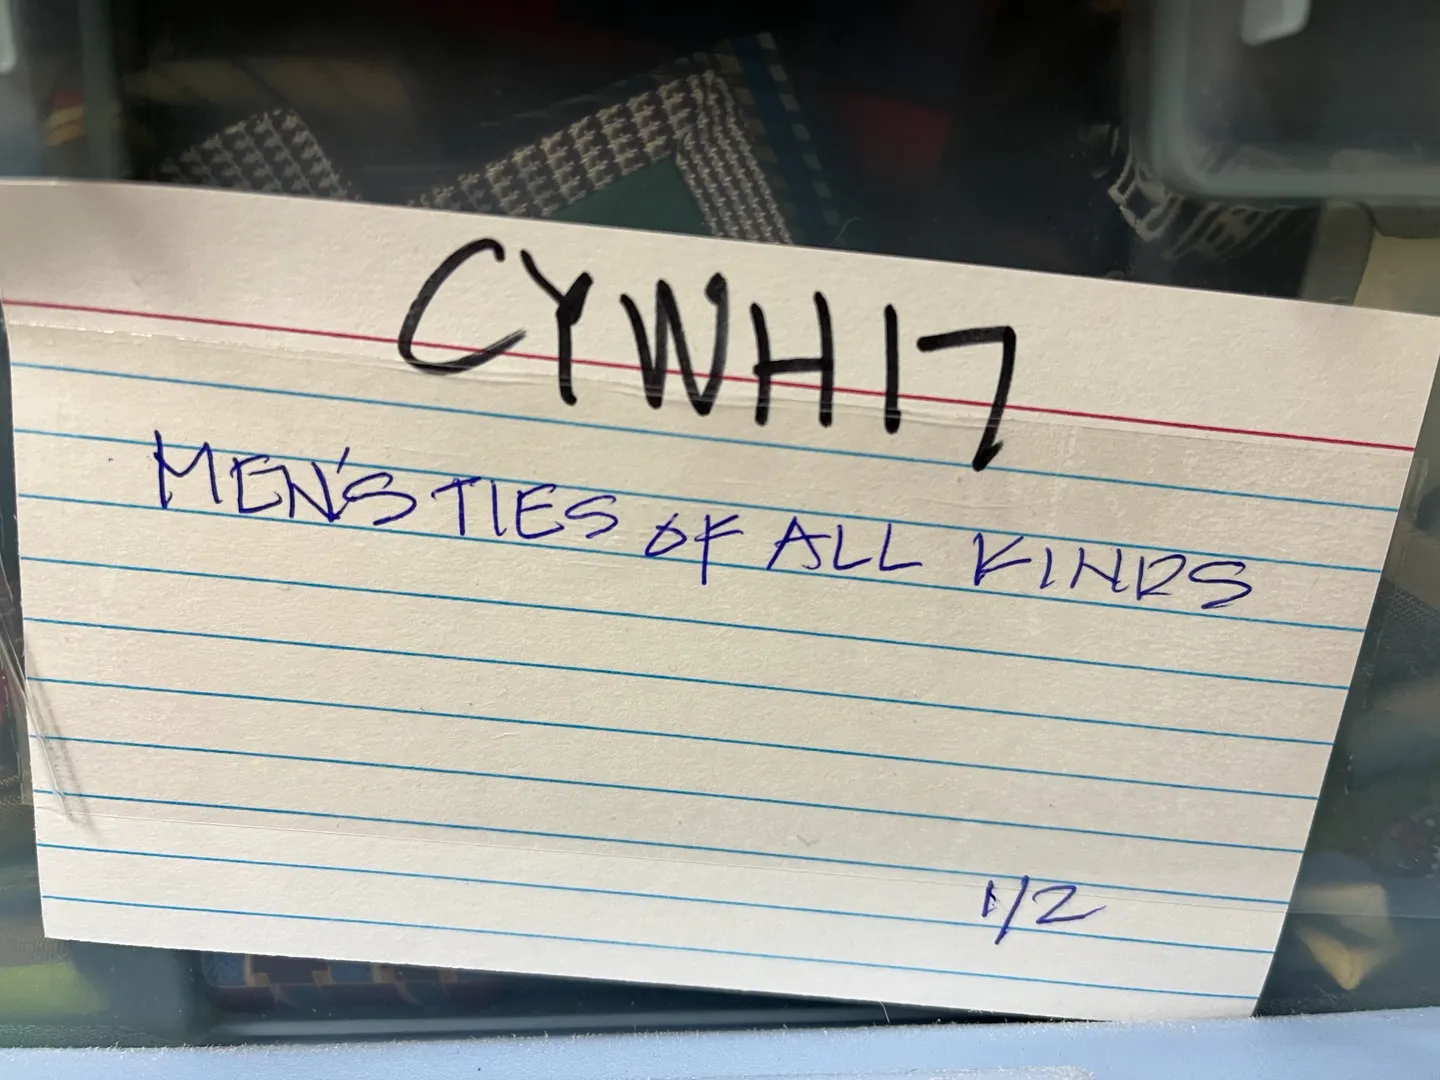 CYWH17
MEN'S TIES OF ALL KINDS
1/2